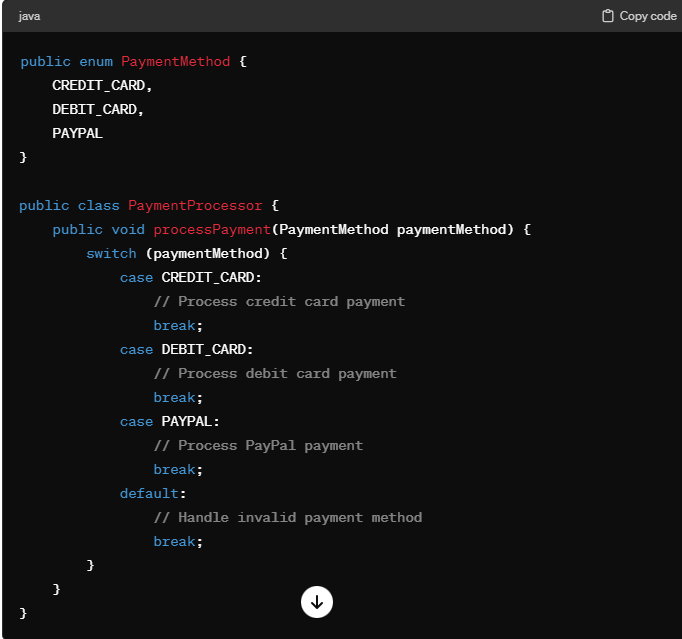 java
Copy code
public enum PaymentMethod {
    CREDIT_CARD,
    DEBIT_CARD,
    PAYPAL
}

public class PaymentProcessor {
    public void processPayment(PaymentMethod paymentMethod) {
        switch (paymentMethod) {
            case CREDIT_CARD:
                // Process credit card payment
                break;
            case DEBIT_CARD:
                // Process debit card payment
                break;
            case PAYPAL:
                // Process PayPal payment
                break;
            default:
                // Handle invalid payment method
                break;
        }
    }
}